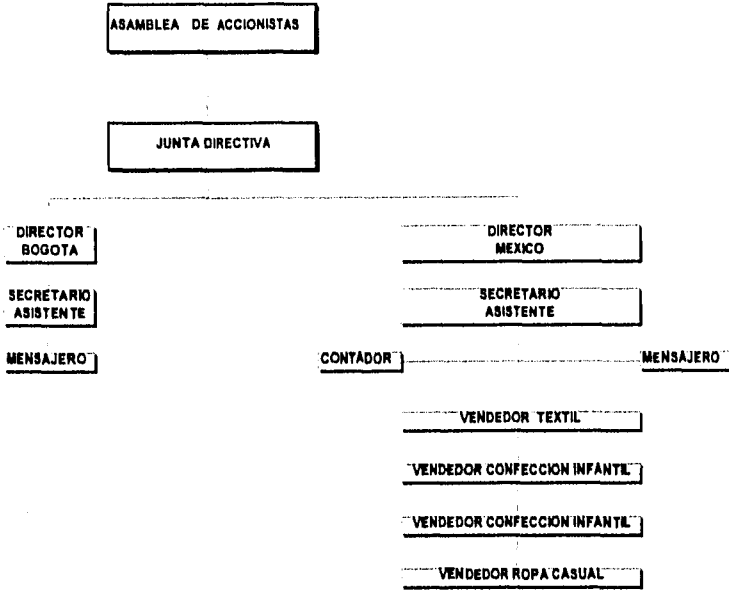 ASAMBLEA DE ACCIONISTAS
JUNTA DIRECTIVA
DIRECTOR
BOGOTA
DIRECTOR
MEXICO
SECRETARIO
ASISTENTE
SECRETARIO
ASISTENTE
MENSAJERO
CONTADOR
MENSAJERO
VENDEDOR TEXTIL
VENDEDOR CONFECCION INFANTIL
VENDEDOR CONFECCION INFANTIL
VENDEDOR ROPA CASUAL